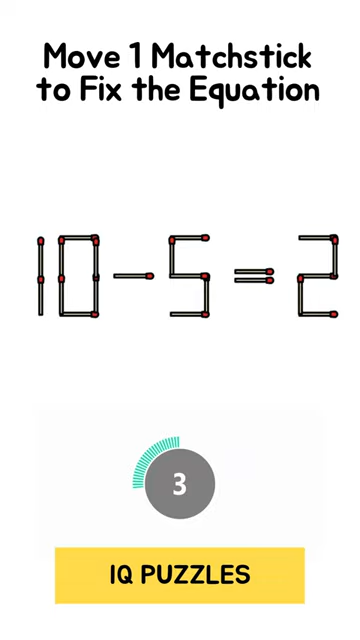 Move 1 Matchstick
to Fix the Equation
10-5=2
3
IQ PUZZLES